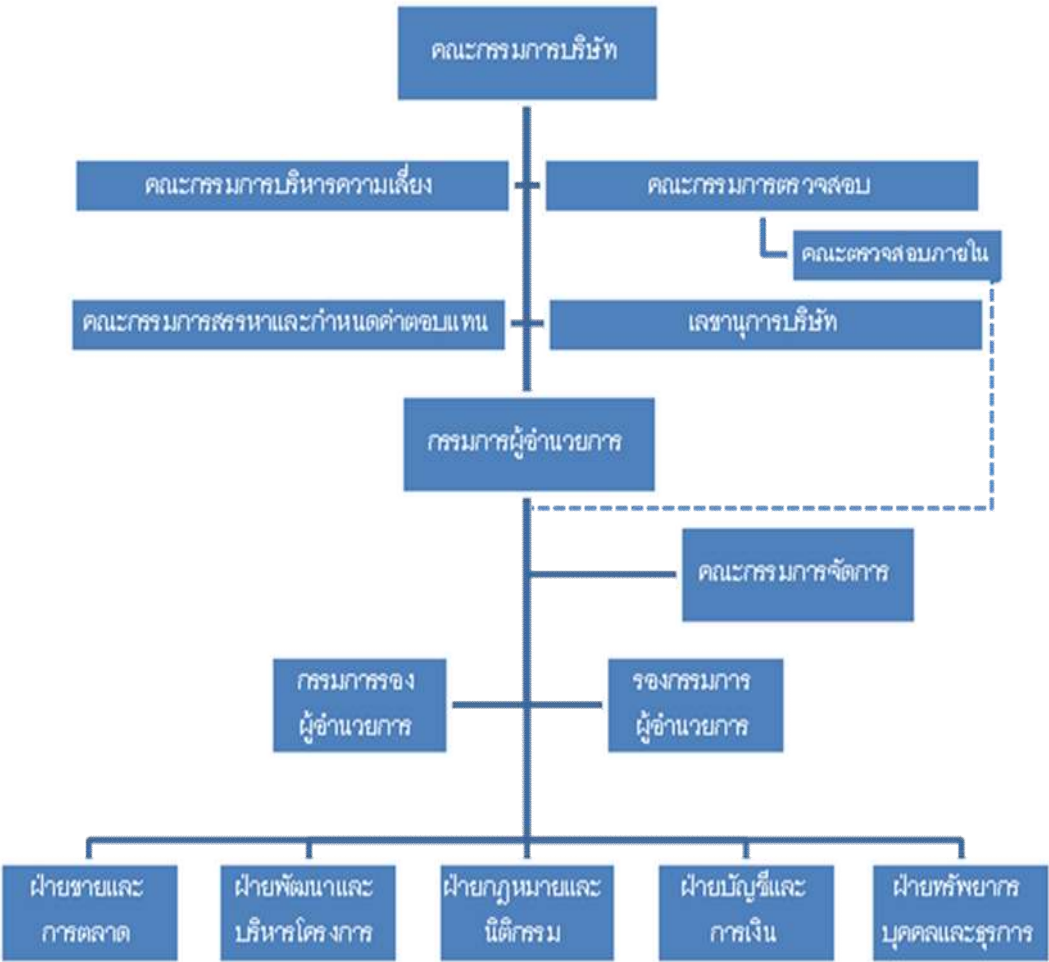 คณะกรรมการบริษัท
คณะกรรมการบริหารความเสี่ยง
คณะกรรมการตรวจสอบ
คณะตรวจสอบภายใน
คณะกรรมการสรรหาและกำหนดค่าตอบแทน
เลขานุการบริษัท
กรรมการผู้อำนวยการ
คณะกรรมการจัดการ
กรรมการรอง
ผู้อำนวยการ
รองกรรมการ
ผู้อำนวยการ
ฝ่ายขายและ
การตลาด
ฝ่ายพัฒนาและ
บริหารโครงการ
ฝ่ายกฎหมายและ
นิติกรรม
ฝ่ายบัญชีและ
การเงิน
ฝ่ายทรัพยากร
บุคคลและธุรการ